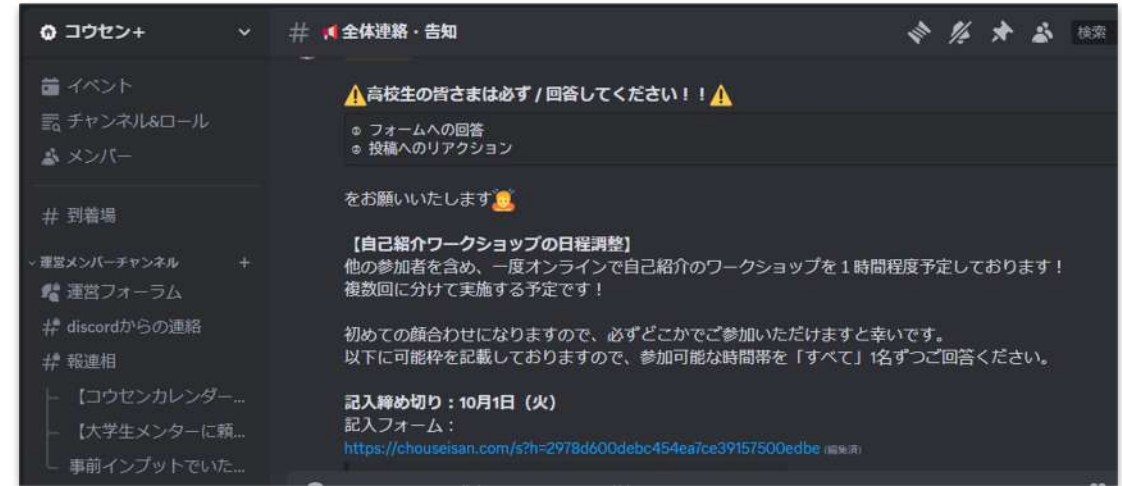 コウセン+
イベント
チャンネル&ロール
メンバー
# 到着場
運営メンバーチャンネル +
運営フォーラム
discordからの連絡
報連相
【コウセンカレンダー...
【大学生メンターに頼...
事前インプットでいた...
# 📢全体連絡・告知
検索
⚠️高校生の皆さまは必ず / 回答してください！！⚠️
① フォームへの回答
② 投稿へのリアクション
をお願いいたします🙇
【自己紹介ワークショップの日程調整】
他の参加者を含め、一度オンラインで自己紹介のワークショップを１時間程度予定しております！
複数回に分けて実施する予定です！
初めての顔合わせになりますので、必ずどこかでご参加いただけますと幸いです。
以下に可能枠を記載しておりますので、参加可能な時間帯を「すべて」1名ずつご回答ください。
記入締め切り：10月1日（火）
記入フォーム：
https://chouseisan.com/s?h=2978d600debc454ea7ce39157500edbe (編集済)